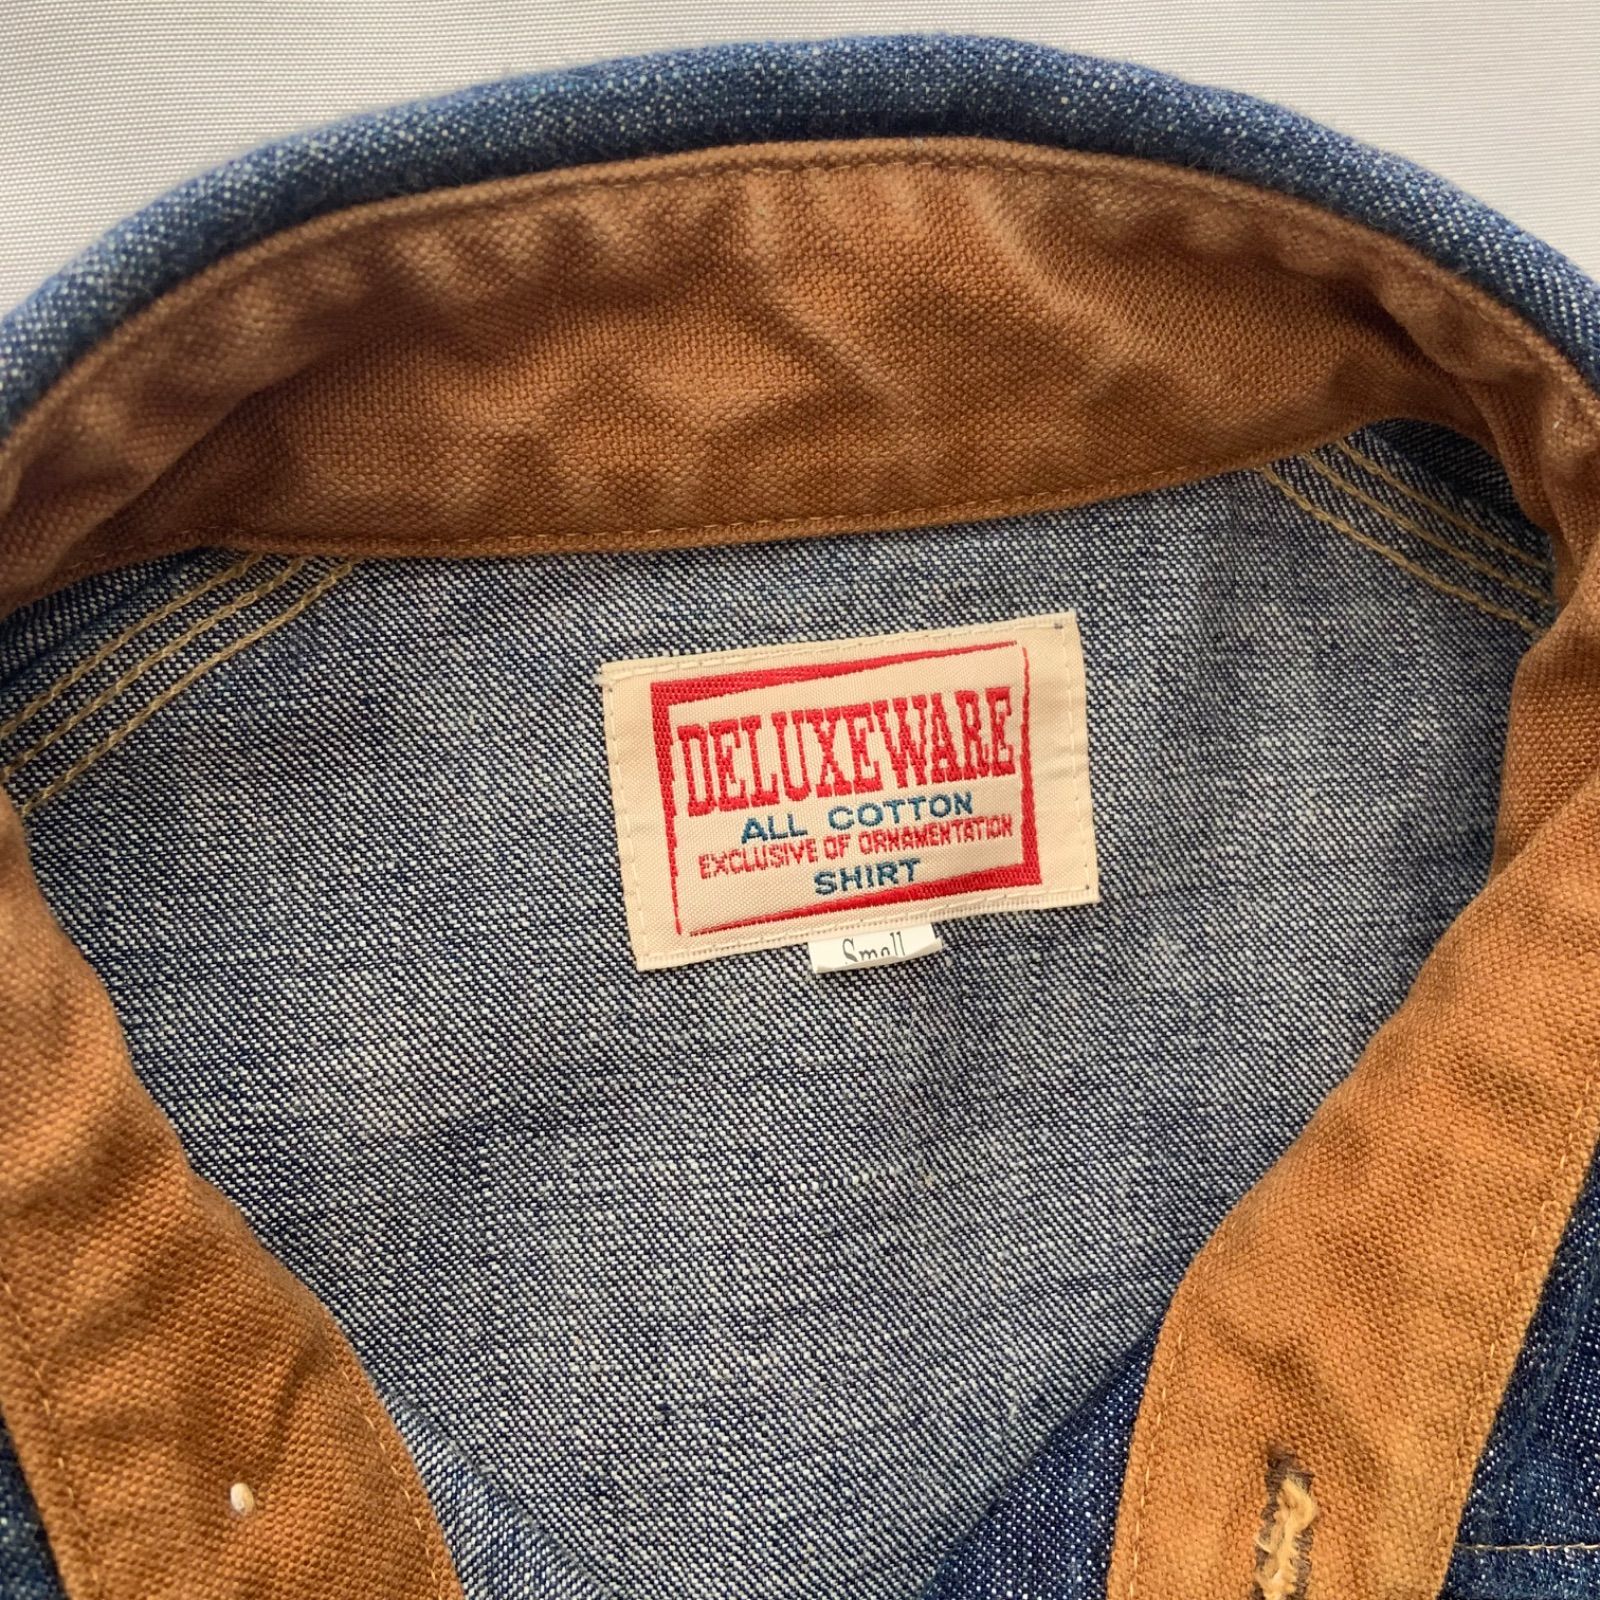 DELUXEWARE
ALL COTTON
EXCLUSIVE OF ORNAMENTATION
SHIRT
Small